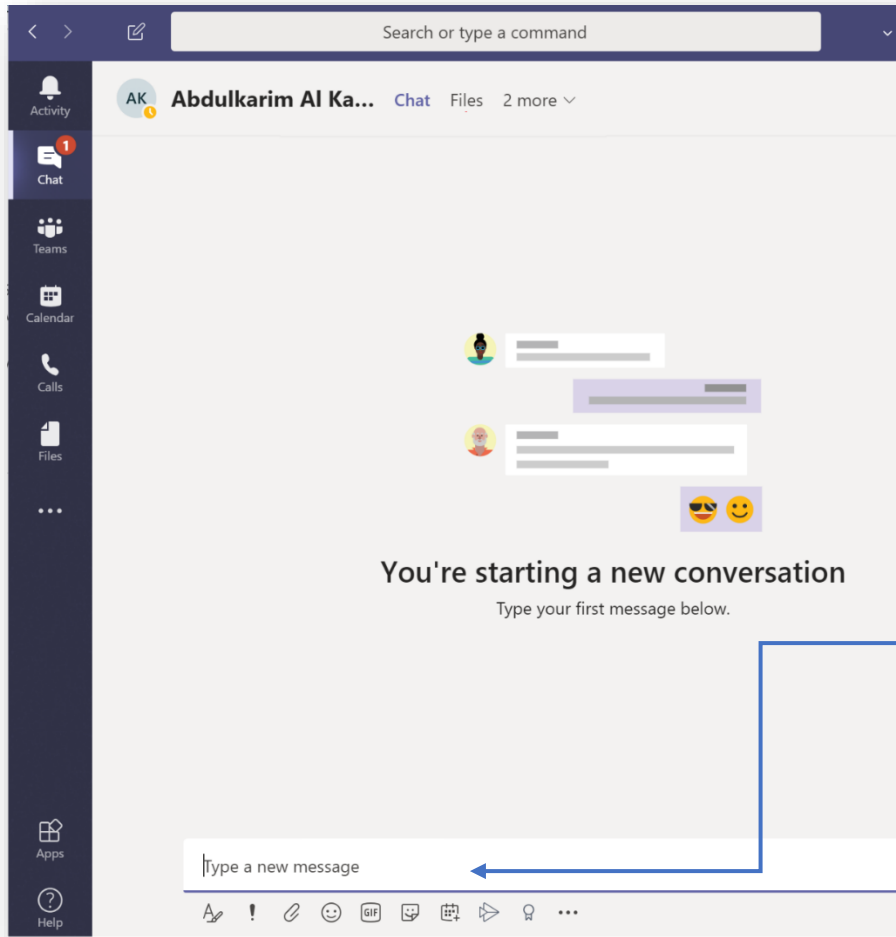 Search or type a command
Activity
AK Abdulkarim Al Ka... Chat Files 2 more
1
Chat
Teams
Calendar
Calls
Files
You're starting a new conversation
Type your first message below.
Apps
Type a new message
GIF
Help